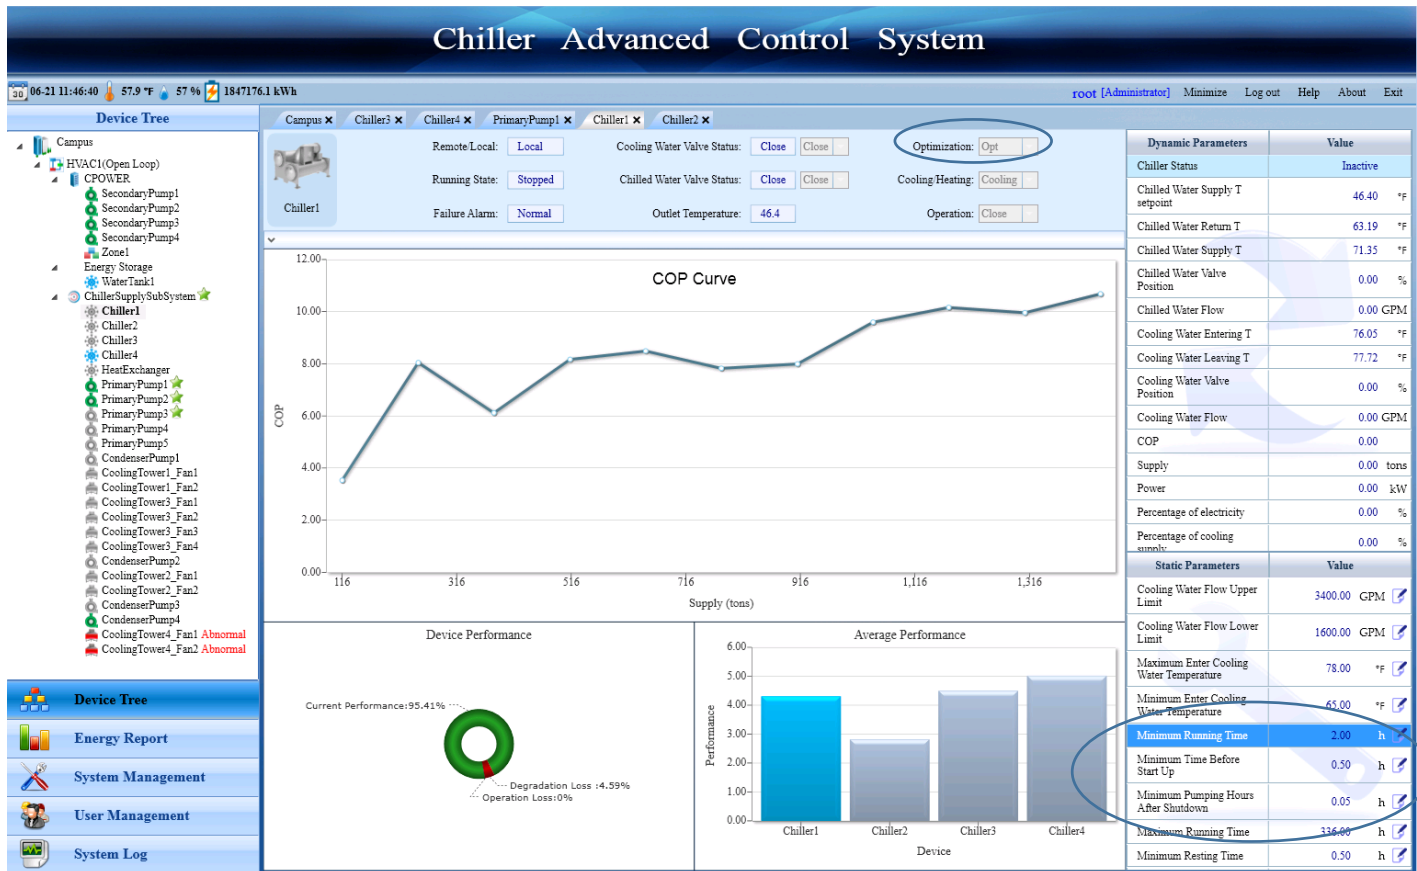 Chiller Advanced Control System
30 06-21 11:46:40 57.9 °F 57 % 1847176.1 kWh
root [Administrator] Minimize Log out Help About Exit
Device Tree
Campus
HVAC1(Open Loop)
CPOWER
SecondaryPump1
SecondaryPump2
SecondaryPump3
SecondaryPump4
Zone1
Energy Storage
WaterTank1
ChillerSupplySubSystem
Chiller1
Chiller2
Chiller3
Chiller4
HeatExchanger
PrimaryPump1
PrimaryPump2
PrimaryPump3
PrimaryPump4
PrimaryPump5
CondenserPump1
CoolingTower1_Fan1
CoolingTower1_Fan2
CoolingTower3_Fan1
CoolingTower3_Fan2
CoolingTower3_Fan3
CoolingTower3_Fan4
CondenserPump2
CoolingTower2_Fan1
CoolingTower2_Fan2
CondenserPump3
CondenserPump4
CoolingTower4_Fan1 Abnormal
CoolingTower4_Fan2 Abnormal
Device Tree
Energy Report
System Management
User Management
System Log
Campus × Chiller3 × Chiller4 × PrimaryPump1 × Chiller1 × Chiller2 ×
Chiller1
Remote/Local: Local Cooling Water Valve Status: Close Close Optimization: Opt
Running State: Stopped Chilled Water Valve Status: Close Close Cooling/Heating: Cooling
Failure Alarm: Normal Outlet Temperature: 46.4 Operation: Close
COP Curve
12.00
10.00
8.00
6.00
4.00
2.00
0.00
COP
116 316 516 716 916 1,116 1,316
Supply (tons)
Device Performance
Current Performance:95.41%
Degradation Loss :4.59%
Operation Loss:0%
Average Performance
6.00
5.00
4.00
3.00
2.00
1.00
0.00
Performance
Chiller1 Chiller2 Chiller3 Chiller4
Device
Dynamic Parameters Value
Chiller Status Inactive
Chilled Water Supply T
setpoint 46.40 °F
Chilled Water Return T 63.19 °F
Chilled Water Supply T 71.35 °F
Chilled Water Valve
Position 0.00 %
Chilled Water Flow 0.00 GPM
Cooling Water Entering T 76.05 °F
Cooling Water Leaving T 77.72 °F
Cooling Water Valve
Position 0.00 %
Cooling Water Flow 0.00 GPM
COP 0.00
Supply 0.00 tons
Power 0.00 kW
Percentage of electricity 0.00 %
Percentage of cooling
supply 0.00 %
Static Parameters Value
Cooling Water Flow Upper
Limit 3400.00 GPM
Cooling Water Flow Lower
Limit 1600.00 GPM
Maximum Enter Cooling
Water Temperature 78.00 °F
Minimum Enter Cooling
Water Temperature 65.00 °F
Minimum Running Time 2.00 h
Minimum Time Before
Start Up 0.50 h
Minimum Pumping Hours
After Shutdown 0.05 h
Maximum Running Time 336.00 h
Minimum Resting Time 0.50 h